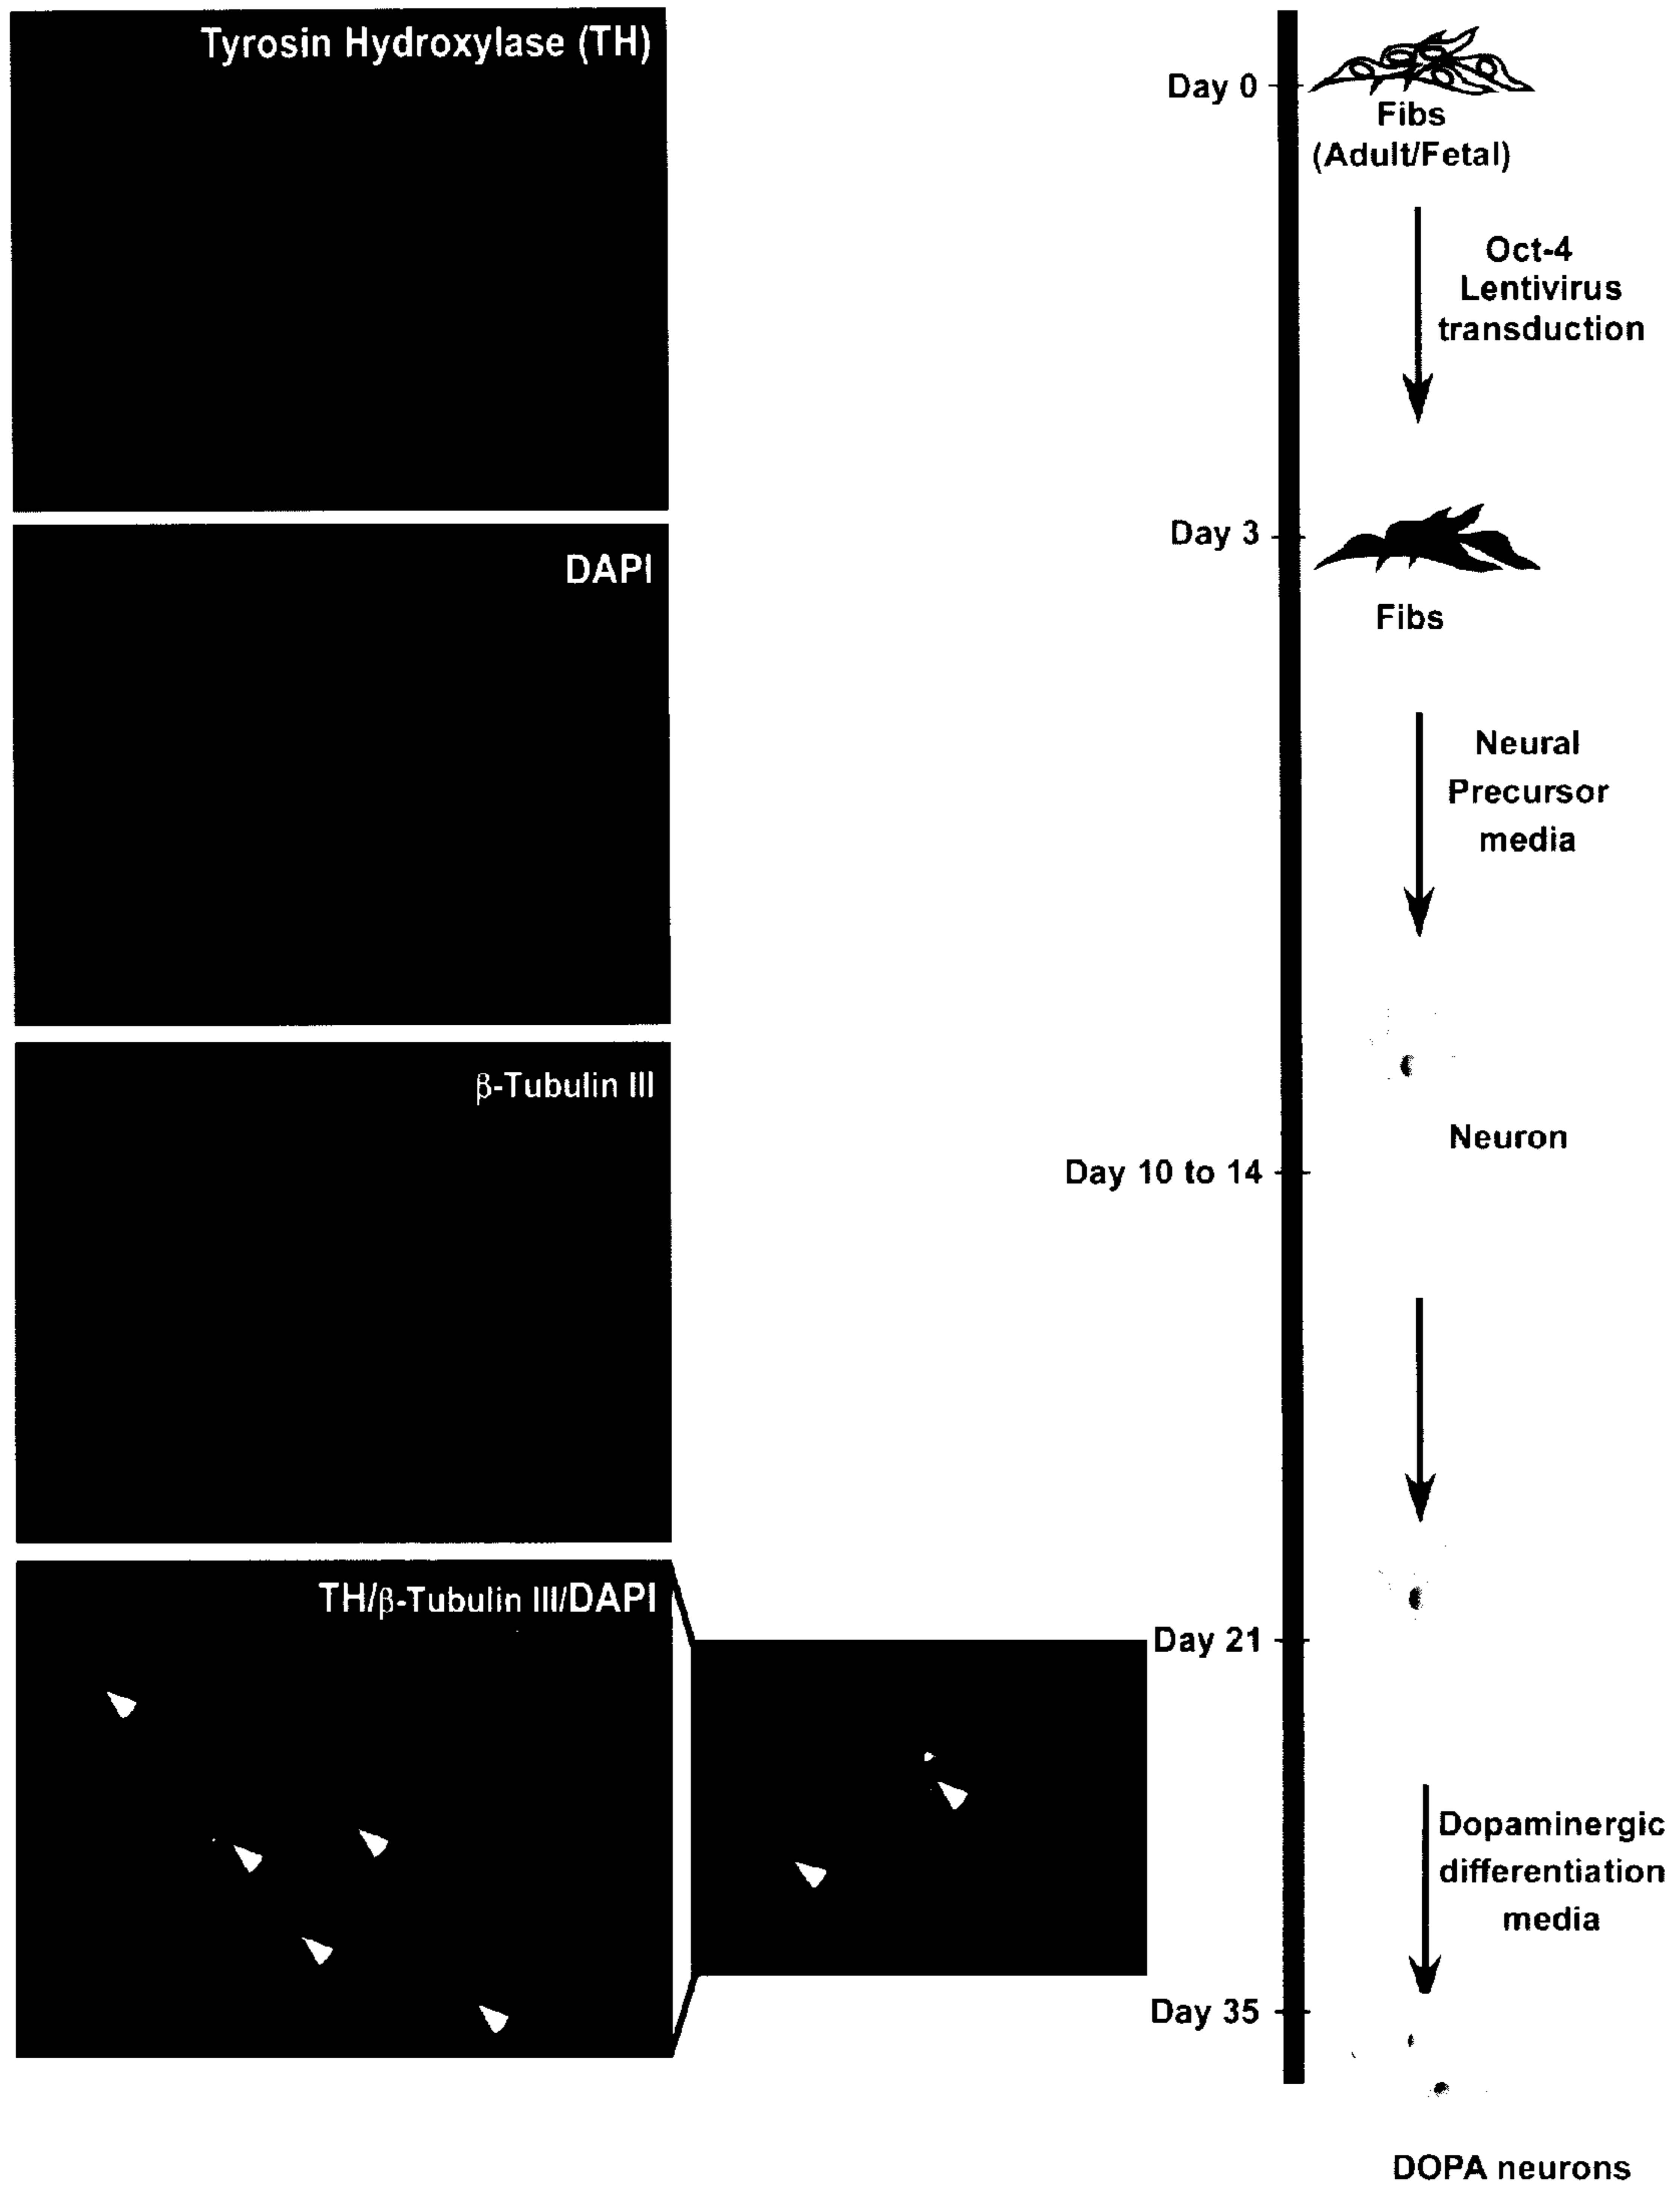 Tyrosin Hydroxylase (TH)
DAPI
β-Tubulin III
TH/β-Tubulin III/DAPI
Day 0
Fibs
(Adult/Fetal)
Oct-4
Lentivirus
transduction
Day 3
Fibs
Neural
Precursor
media
Neuron
Day 10 to 14
Day 21
Dopaminergic
differentiation
media
Day 35
DOPA neurons